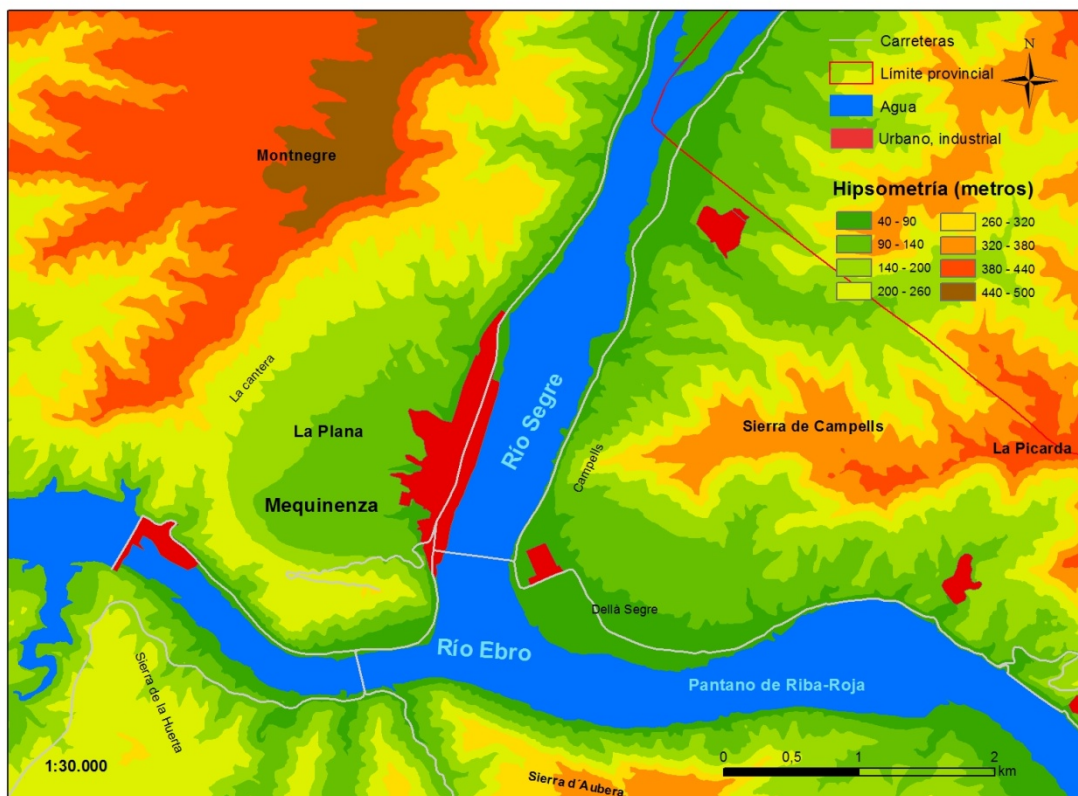 Carreteras
N
Límite provincial
Agua
Urbano, industrial
Montnegre
Hipsometría (metros)
40 - 90
260 - 320
90 - 140
320 - 380
140 - 200
380 - 440
200 - 260
440 - 500
La cantera
La Plana
Río Segre
Sierra de Campells
La Picarda
Campells
Mequinenza
Dellà Segre
Río Ebro
Sierra de la Huerta
Pantano de Riba-Roja
1:30.000
0
0,5
1
2
km
Sierra d´Aubera